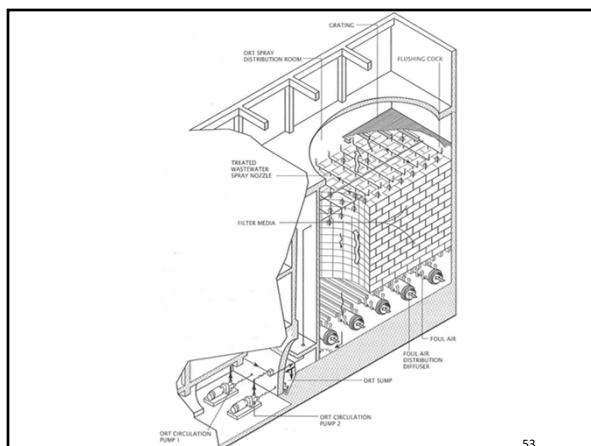 GRATING
ORT SPRAY
DISTRIBUTION ROOM
FLUSHING COCK
TREATED
WASTEWATER
SPRAY NOZZLE
FILTER MEDIA
FOUL AIR
FOUL AIR
DISTRIBUTION
DIFFUSER
ORT SUMP
ORT CIRCULATION
PUMP 2
ORT CIRCULATION
PUMP 1
53